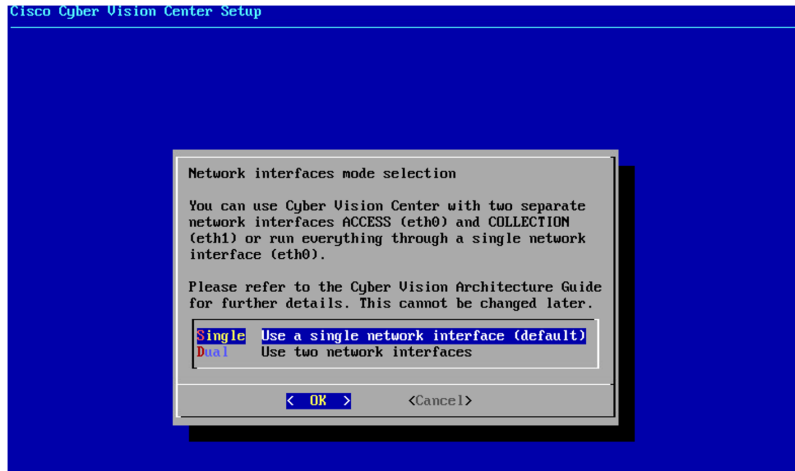 Cisco Cyber Vision Center Setup
Network interfaces mode selection
You can use Cyber Vision Center with two separate
network interfaces ACCESS (eth0) and COLLECTION
(eth1) or run everything through a single network
interface (eth0).
Please refer to the Cyber Vision Architecture Guide
for further details. This cannot be changed later.
Single Use a single network interface (default)
Dual Use two network interfaces
< OK > <Cancel>